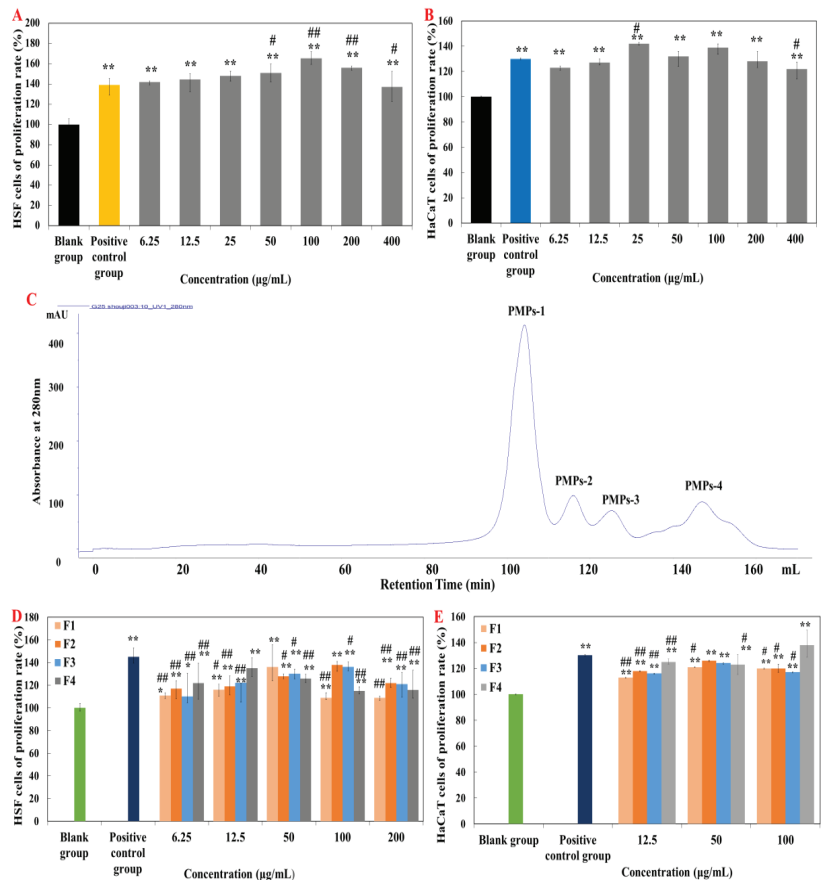 A
HSF cells of proliferation rate (%)
200
180
160
140
120
100
80
60
40
20
0
** ** ** ** # ** ## ** ## ** # **
Blank group
Positive control group
6.25 12.5 25 50 100 200 400
Concentration (µg/mL)
B
HaCaT cells of proliferation rate (%)
160
140
120
100
80
60
40
20
0
** ** ** # ** ** ** ** # **
Blank group
Positive control group
6.25 12.5 25 50 100 200 400
Concentration (µg/mL)
C
mAU
Absorbance at 280nm
400
300
200
100
0
PMPs-1
PMPs-2
PMPs-3
PMPs-4
0 20 40 60 80 100 120 140 160 mL
Retention Time (min)
D
HSF cells of proliferation rate (%)
180
160
140
120
100
80
60
40
20
0
F1
F2
F3
F4
**
## * ## ** # * ## **
# ** ## ** ## ** **
** # ** # ** ## **
## ** ** # ** ## **
## ## ** ## ** ## **
Blank group
Positive control group
6.25 12.5 50 100 200
Concentration (µg/mL)
E
HaCaT cells of proliferation rate (%)
160
140
120
100
80
60
40
20
0
F1
F2
F3
F4
**
## ** ## ** ## ** ## **
# ** ** ** # **
# ** # ** # ** **
Blank group
Positive control group
12.5 50 100
Concentration (µg/mL)